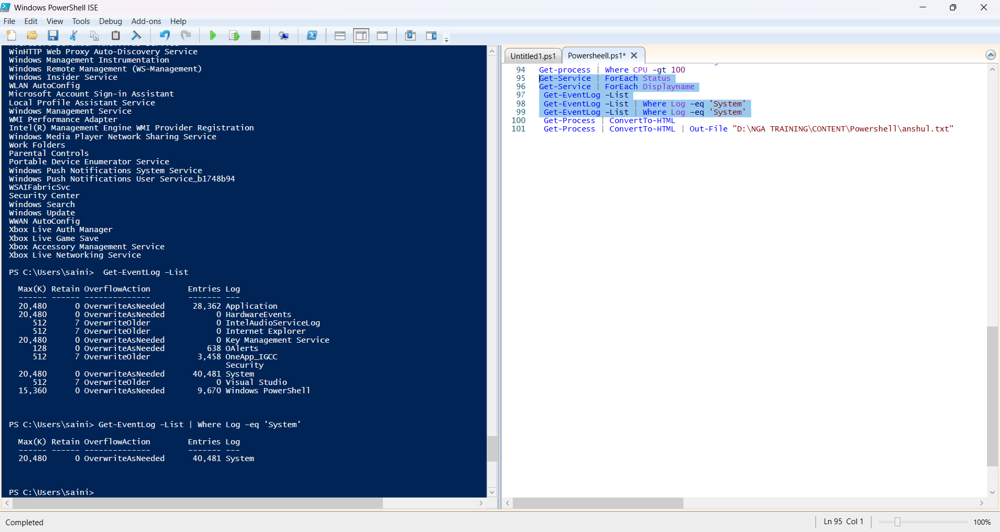 Windows PowerShell ISE
File Edit View Tools Debug Add-ons Help
WinHTTP Web Proxy Auto-Discovery Service
Windows Management Instrumentation
Windows Remote Management (WS-Management)
Windows Insider Service
WLAN AutoConfig
Microsoft Account Sign-in Assistant
Local Profile Assistant Service
Windows Management Service
WMI Performance Adapter
Intel(R) Management Engine WMI Provider Registration
Windows Media Player Network Sharing Service
Work Folders
Parental Controls
Portable Device Enumerator Service
Windows Push Notifications System Service
Windows Push Notifications User Service_b1748b94
WSAIFabricSvc
Security Center
Windows Search
Windows Update
WWAN AutoConfig
Xbox Live Auth Manager
Xbox Live Game Save
Xbox Accessory Management Service
Xbox Live Networking Service
PS C:\Users\saini>  Get-EventLog -List
Max(K) Retain OverflowAction        Entries Log
------ ------ --------------        ------- ---
20,480      0 OverwriteAsNeeded      28,362 Application
20,480      0 OverwriteAsNeeded           0 HardwareEvents
512      7 OverwriteOlder              0 IntelAudioServiceLog
512      7 OverwriteOlder              0 Internet Explorer
20,480      0 OverwriteAsNeeded           0 Key Management Service
128      0 OverwriteAsNeeded         638 OAlerts
512      7 OverwriteOlder          3,458 OneApp_IGCC
Security
20,480      0 OverwriteAsNeeded      40,481 System
512      7 OverwriteOlder              0 Visual Studio
15,360      0 OverwriteAsNeeded       9,670 Windows PowerShell
PS C:\Users\saini> Get-EventLog -List | Where Log -eq 'System'
Max(K) Retain OverflowAction        Entries Log
------ ------ --------------        ------- ---
20,480      0 OverwriteAsNeeded      40,481 System
PS C:\Users\saini>
Untitled1.ps1 Powersheell.ps1*
94 Get-process | Where CPU -gt 100
95 Get-Service | ForEach Status
96 Get-Service | ForEach Displayname
97 Get-EventLog -List
98 Get-EventLog -List | Where Log -eq 'System'
99 Get-EventLog -List | Where Log -eq 'System'
100 Get-Process | ConvertTo-HTML
101 Get-Process | ConvertTo-HTML | Out-File "D:\NGA TRAINING\CONTENT\Powershell\anshul.txt"
Completed
Ln 95 Col 1
100%